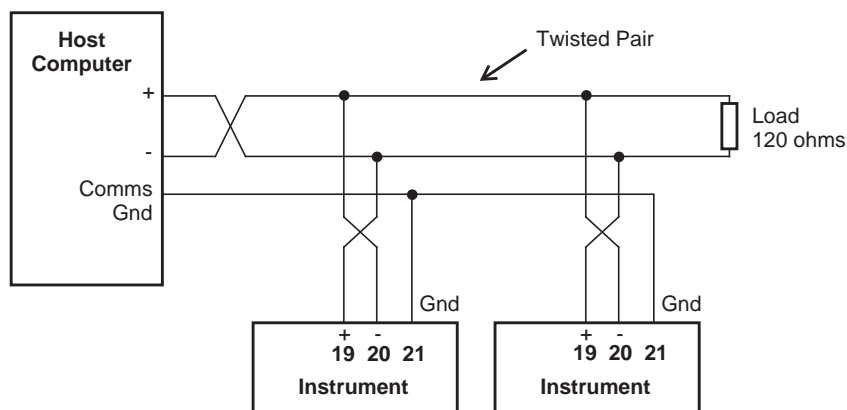 Host
Computer
Twisted Pair
+
-
Load
120 ohms
Comms
Gnd
Gnd
Gnd
+ -
19 20 21
Instrument
+ -
19 20 21
Instrument